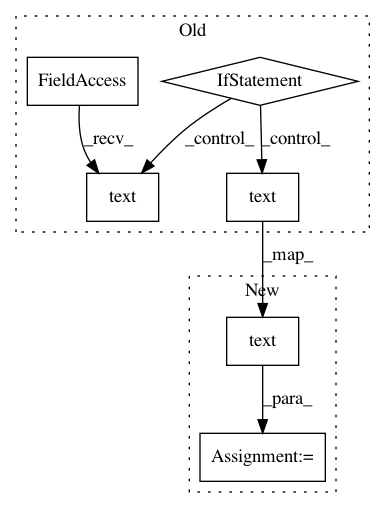 Old
FieldAccess
IfStatement
_recv_
_control_
_control_
text
text
_map_
New
text
_para_
Assignment:=